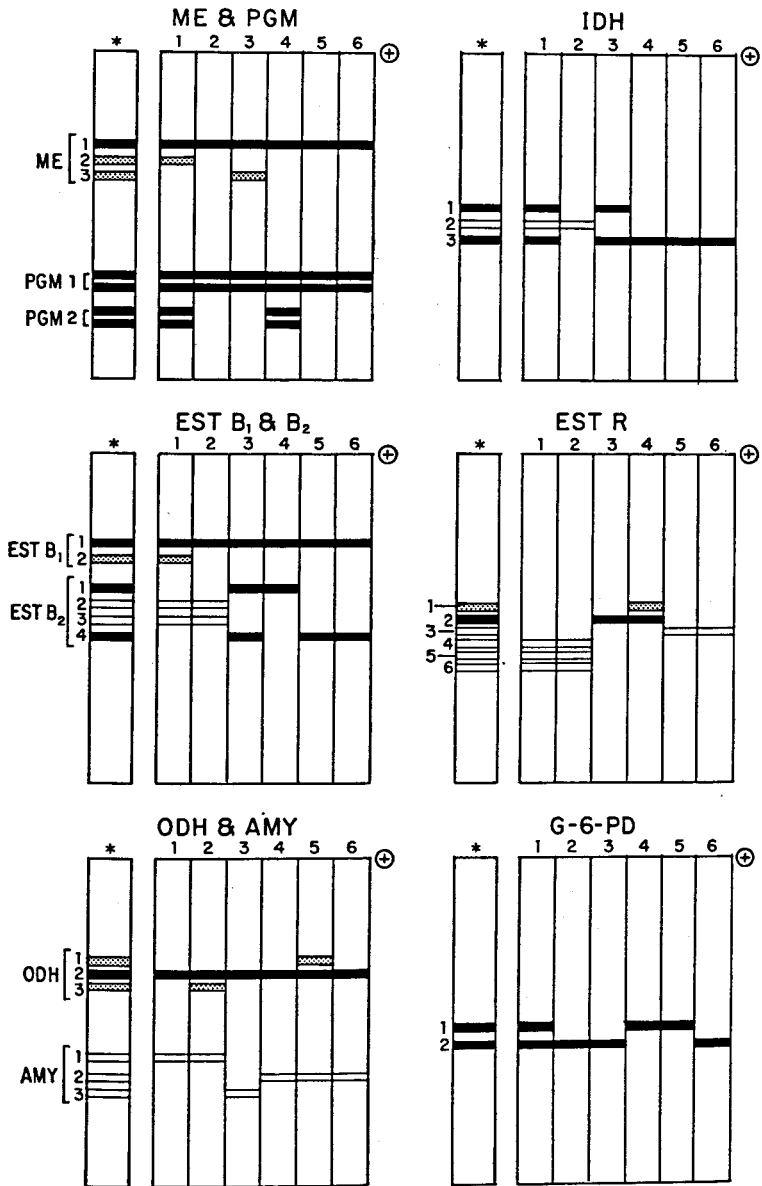 ME & PGM
* 1 2 3 4 5 6 ⊕
1
ME 2
3
PGM 1
PGM 2
IDH
* 1 2 3 4 5 6 ⊕
1
2
3
EST B₁ & B₂
* 1 2 3 4 5 6 ⊕
EST B₁ 1
2
1
EST B₂ 2
3
4
EST R
* 1 2 3 4 5 6 ⊕
1
2
3
4
5
6
ODH & AMY
* 1 2 3 4 5 6 ⊕
1
ODH 2
3
1
AMY 2
3
G-6-PD
* 1 2 3 4 5 6 ⊕
1
2